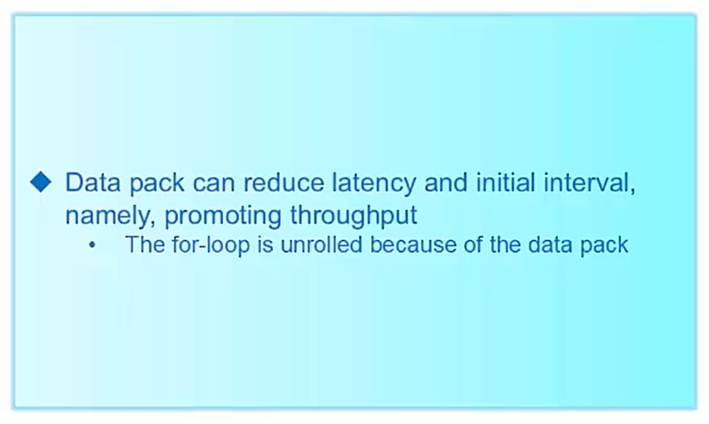 ◆ Data pack can reduce latency and initial interval,
namely, promoting throughput
• The for-loop is unrolled because of the data pack